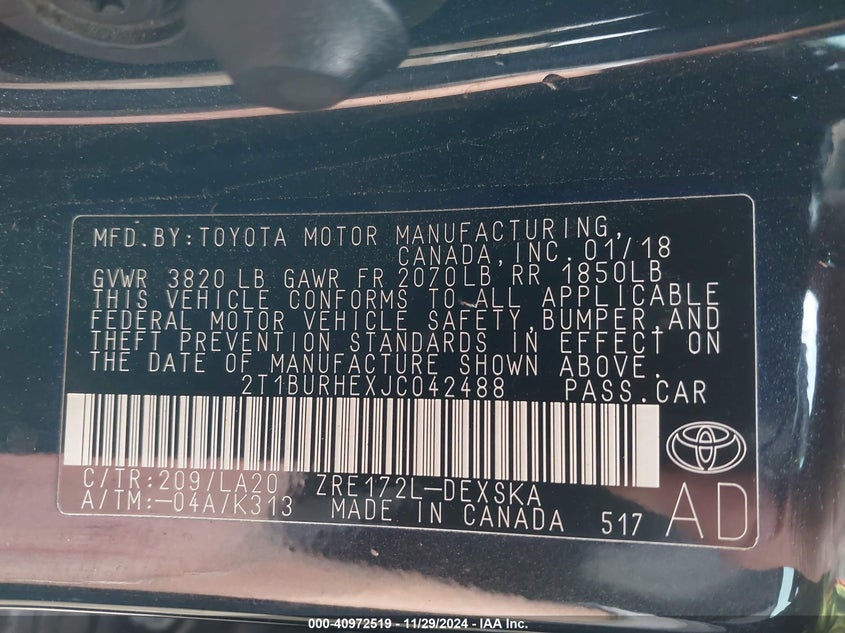 MFD.BY:TOYOTA MOTOR MANUFACTURING,
CANADA,INC.01/18
GVWR 3820 LB GAWR FR 2070LB RR 1850LB
THIS VEHICLE CONFORMS TO ALL APPLICABLE
FEDERAL MOTOR VEHICLE SAFETY,BUMPER,AND
THEFT PREVENTION STANDARDS IN EFFECT ON
THE DATE OF MANUFACTURE SHOWN ABOVE.
2T1BURHEXJC042488 PASS.CAR
C/TR:209/LA20 ZRE172L-DEXSKA
A/TM:-04A/K313 MADE IN CANADA 517 AD
000-40972519 - 11/29/2024 - IAA Inc.